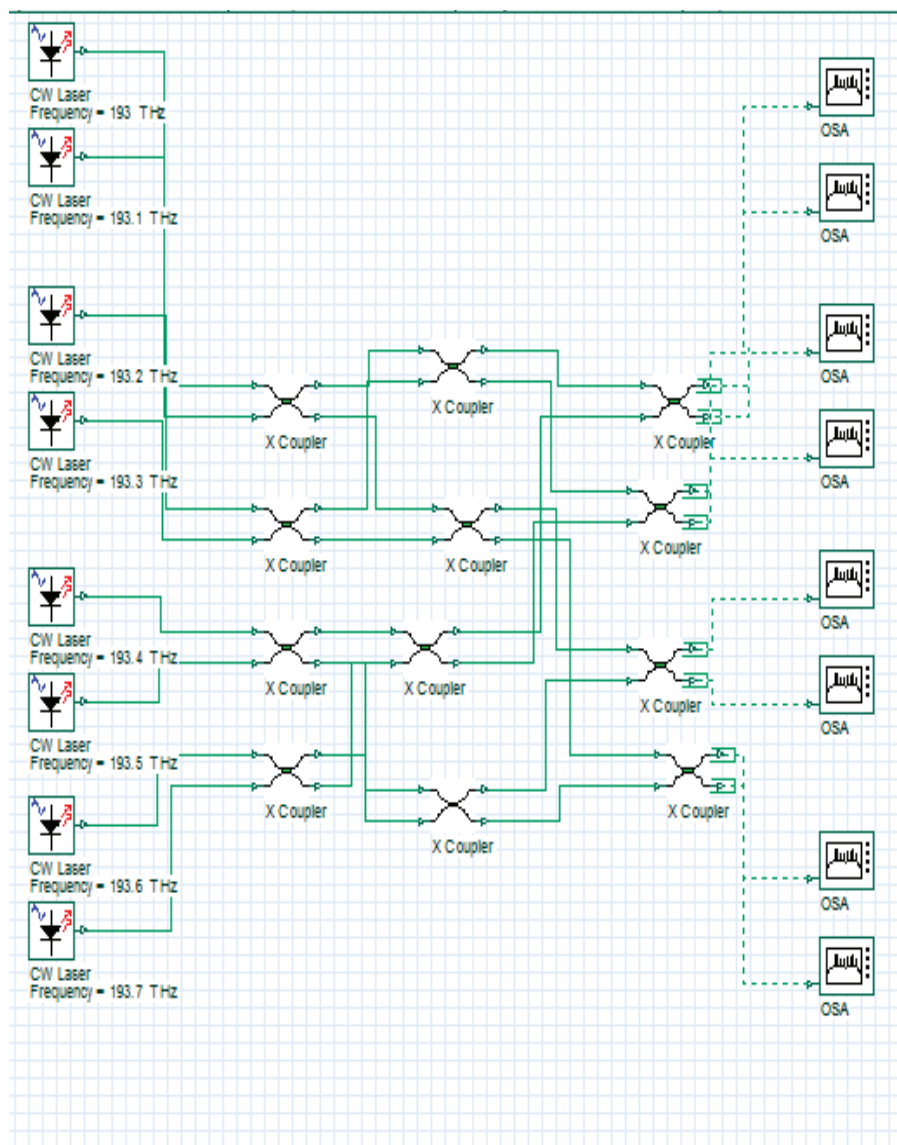 CW Laser
Frequency = 193 THz
CW Laser
Frequency = 193.1 THz
CW Laser
Frequency = 193.2 THz
CW Laser
Frequency = 193.3 THz
CW Laser
Frequency = 193.4 THz
CW Laser
Frequency = 193.5 THz
CW Laser
Frequency = 193.6 THz
CW Laser
Frequency = 193.7 THz
X Coupler
X Coupler
X Coupler
X Coupler
X Coupler
X Coupler
X Coupler
X Coupler
X Coupler
X Coupler
X Coupler
X Coupler
OSA
OSA
OSA
OSA
OSA
OSA
OSA
OSA